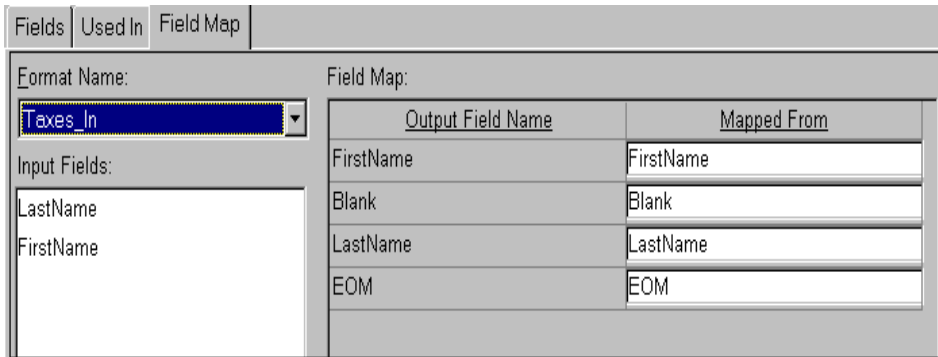 Fields Used In Field Map
Format Name:
Taxes_In
Input Fields:
LastName
FirstName
Field Map:
Output Field Name Mapped From
FirstName FirstName
Blank Blank
LastName LastName
EOM EOM